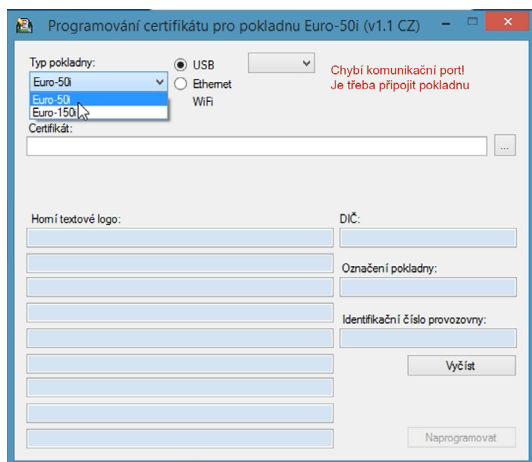 Programování certifikátu pro pokladnu Euro-50i (v1.1 CZ)
Typ pokladny:
Euro-50i
Euro-50i
Euro-150i
USB
Ethernet
WiFi
Chybí komunikační port!
Je třeba připojit pokladnu
Certifikát:
...
Horní textové logo:
DIČ:
Označení pokladny:
Identifikační číslo provozovny:
Vyčíst
Naprogramovat